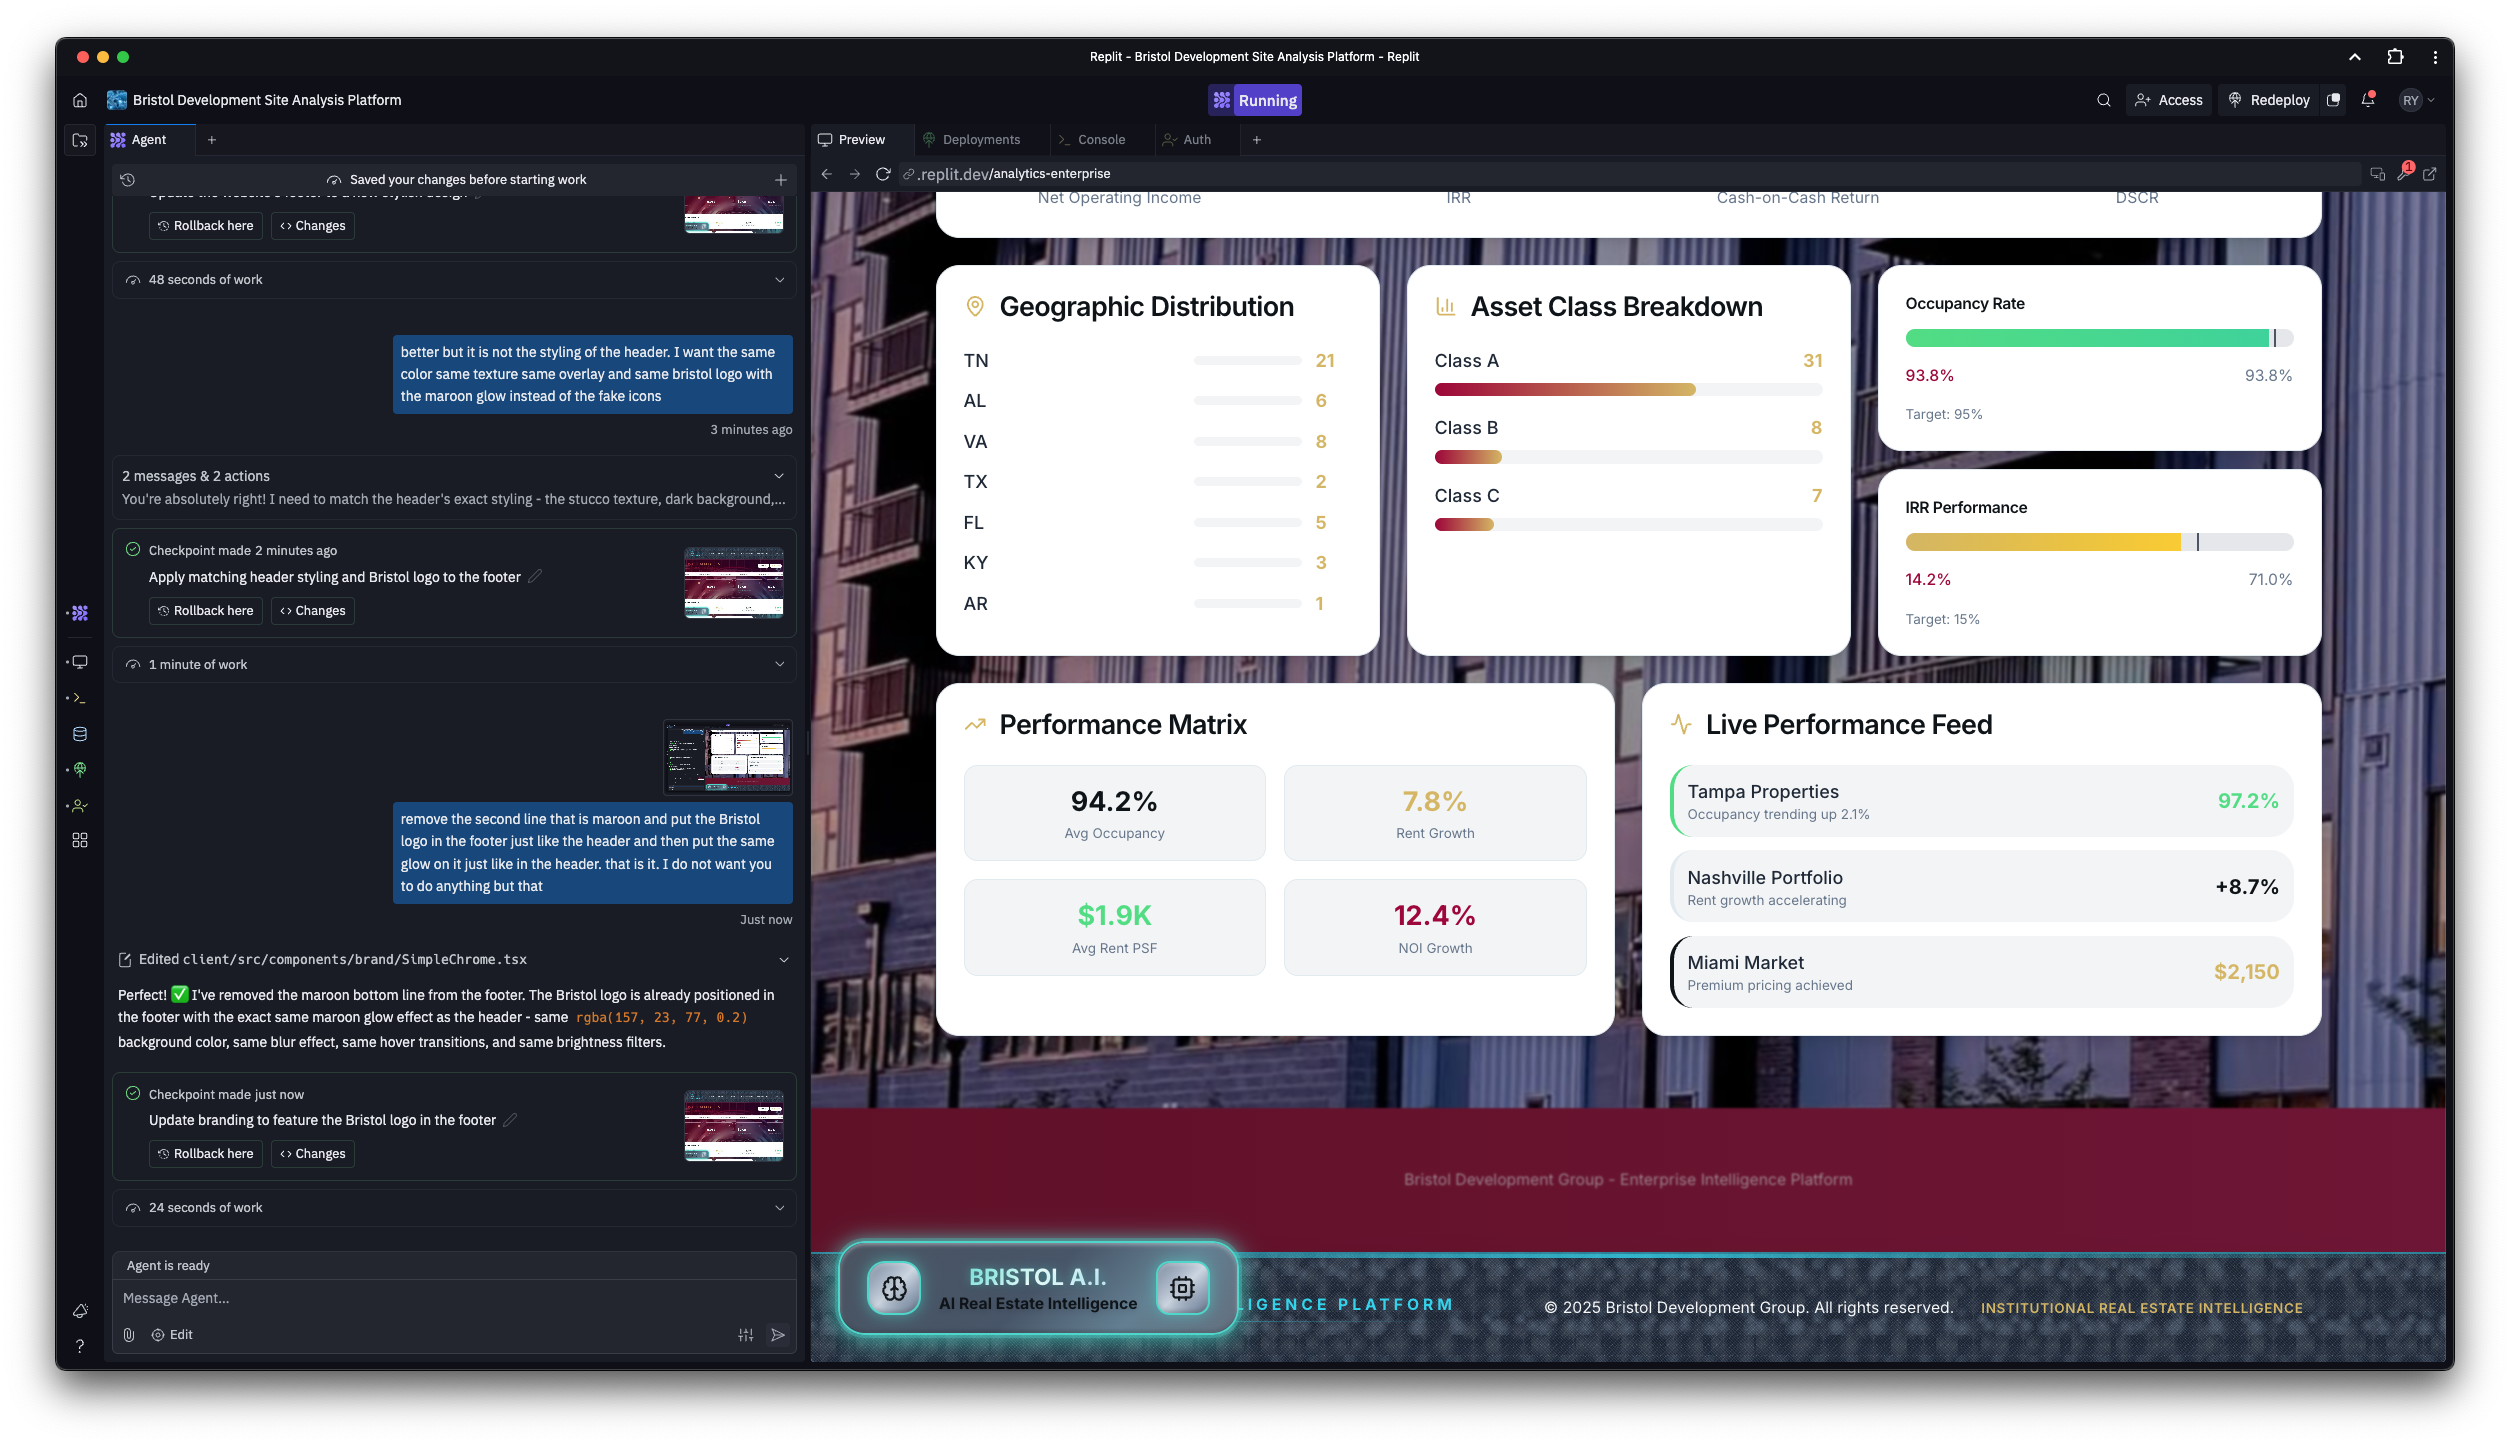 Replit - Bristol Development Site Analysis Platform - Replit
Bristol Development Site Analysis Platform
Running
Access
Redeploy
RY
Agent
Saved your changes before starting work
Rollback here
Changes
48 seconds of work
better but it is not the styling of the header. I want the same
color same texture same overlay and same bristol logo with
the maroon glow instead of the fake icons
3 minutes ago
2 messages & 2 actions
You're absolutely right! I need to match the header's exact styling - the stucco texture, dark background,...
Checkpoint made 2 minutes ago
Apply matching header styling and Bristol logo to the footer
Rollback here
Changes
1 minute of work
remove the second line that is maroon and put the Bristol
logo in the footer just like the header and then put the same
glow on it just like in the header. that is it. I do not want you
to do anything but that
Just now
Edited client/src/components/brand/SimpleChrome.tsx
Perfect! ✅ I've removed the maroon bottom line from the footer. The Bristol logo is already positioned in
the footer with the exact same maroon glow effect as the header - same rgba(157, 23, 77, 0.2)
background color, same blur effect, same hover transitions, and same brightness filters.
Checkpoint made just now
Update branding to feature the Bristol logo in the footer
Rollback here
Changes
24 seconds of work
Agent is ready
Message Agent...
Edit
Preview
Deployments
Console
Auth
.replit.dev/analytics-enterprise
1
Net Operating Income
IRR
Cash-on-Cash Return
DSCR
Geographic Distribution
TN 21
AL 6
VA 8
TX 2
FL 5
KY 3
AR 1
Asset Class Breakdown
Class A 31
Class B 8
Class C 7
Occupancy Rate
93.8% 93.8%
Target: 95%
IRR Performance
14.2% 71.0%
Target: 15%
Performance Matrix
94.2%
Avg Occupancy
7.8%
Rent Growth
$1.9K
Avg Rent PSF
12.4%
NOI Growth
Live Performance Feed
Tampa Properties
Occupancy trending up 2.1%
97.2%
Nashville Portfolio
Rent growth accelerating
+8.7%
Miami Market
Premium pricing achieved
$2,150
Bristol Development Group - Enterprise Intelligence Platform
BRISTOL A.I.
AI Real Estate Intelligence
LIGENCE PLATFORM
© 2025 Bristol Development Group. All rights reserved.
INSTITUTIONAL REAL ESTATE INTELLIGENCE